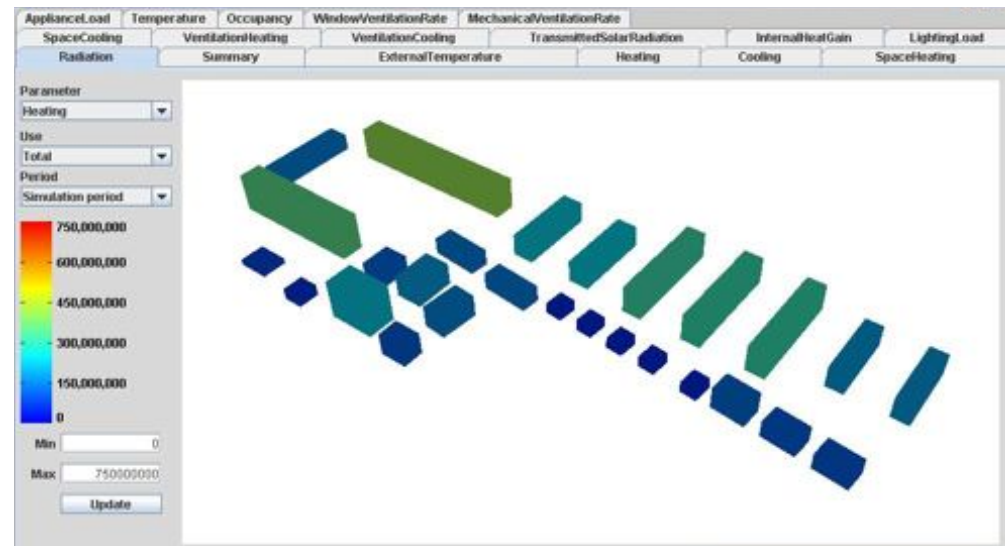 ApplianceLoad Temperature Occupancy WindowVentilationRate MechanicalVentilationRate
SpaceCooling VentilationHeating VentilationCooling TransmittedSolarRadiation InternalHeatGain LightingLoad
Radiation Summary ExternalTemperature Heating Cooling SpaceHeating
Parameter
Heating
Use
Total
Period
Simulation period
750,000,000
600,000,000
450,000,000
300,000,000
150,000,000
0
Min 0
Max 750000000
Update